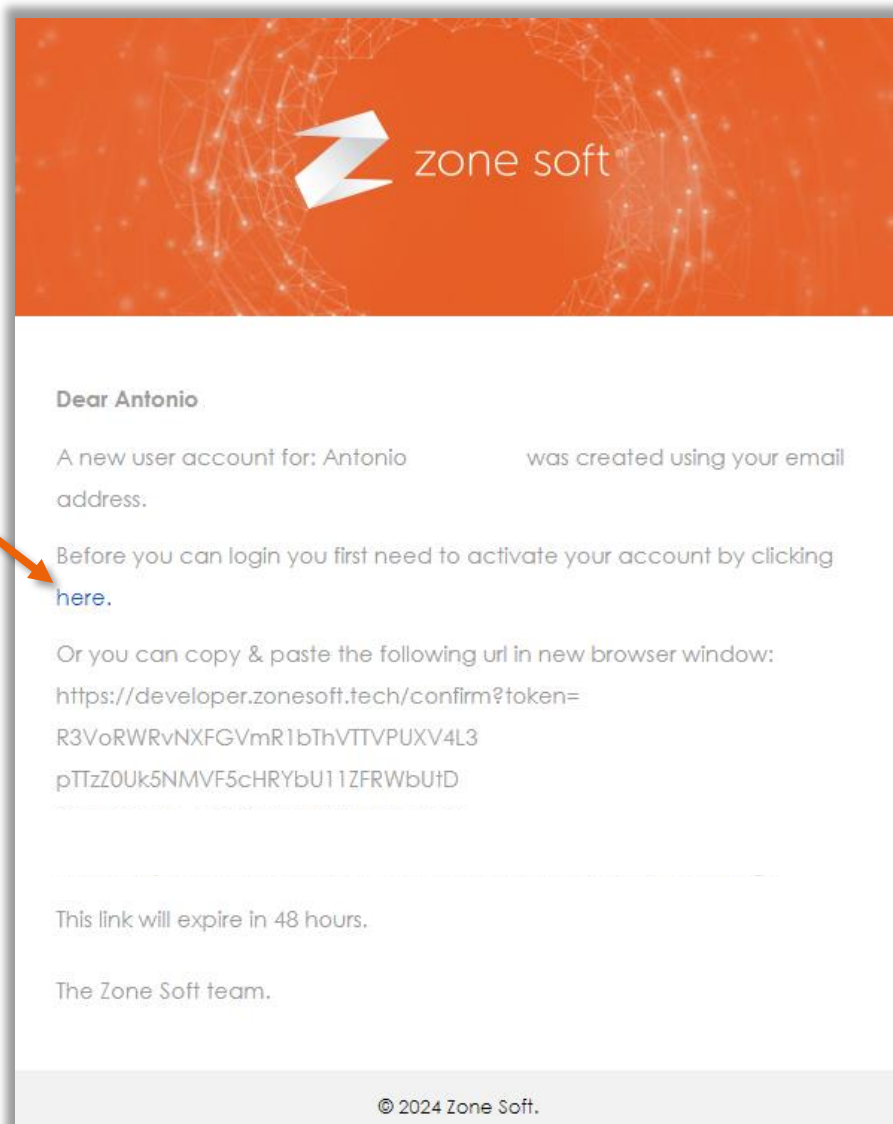 zone soft
Dear Antonio
A new user account for: Antonio was created using your email
address.
Before you can login you first need to activate your account by clicking
here.
Or you can copy & paste the following url in new browser window:
https://developer.zonesoft.tech/confirm?token=
R3VoRWRvNXFGVmR1bThVTTVPUXV4L3
pTTzZ0Uk5NMVF5cHRYbU11ZFRWbUtD
This link will expire in 48 hours.
The Zone Soft team.
© 2024 Zone Soft.